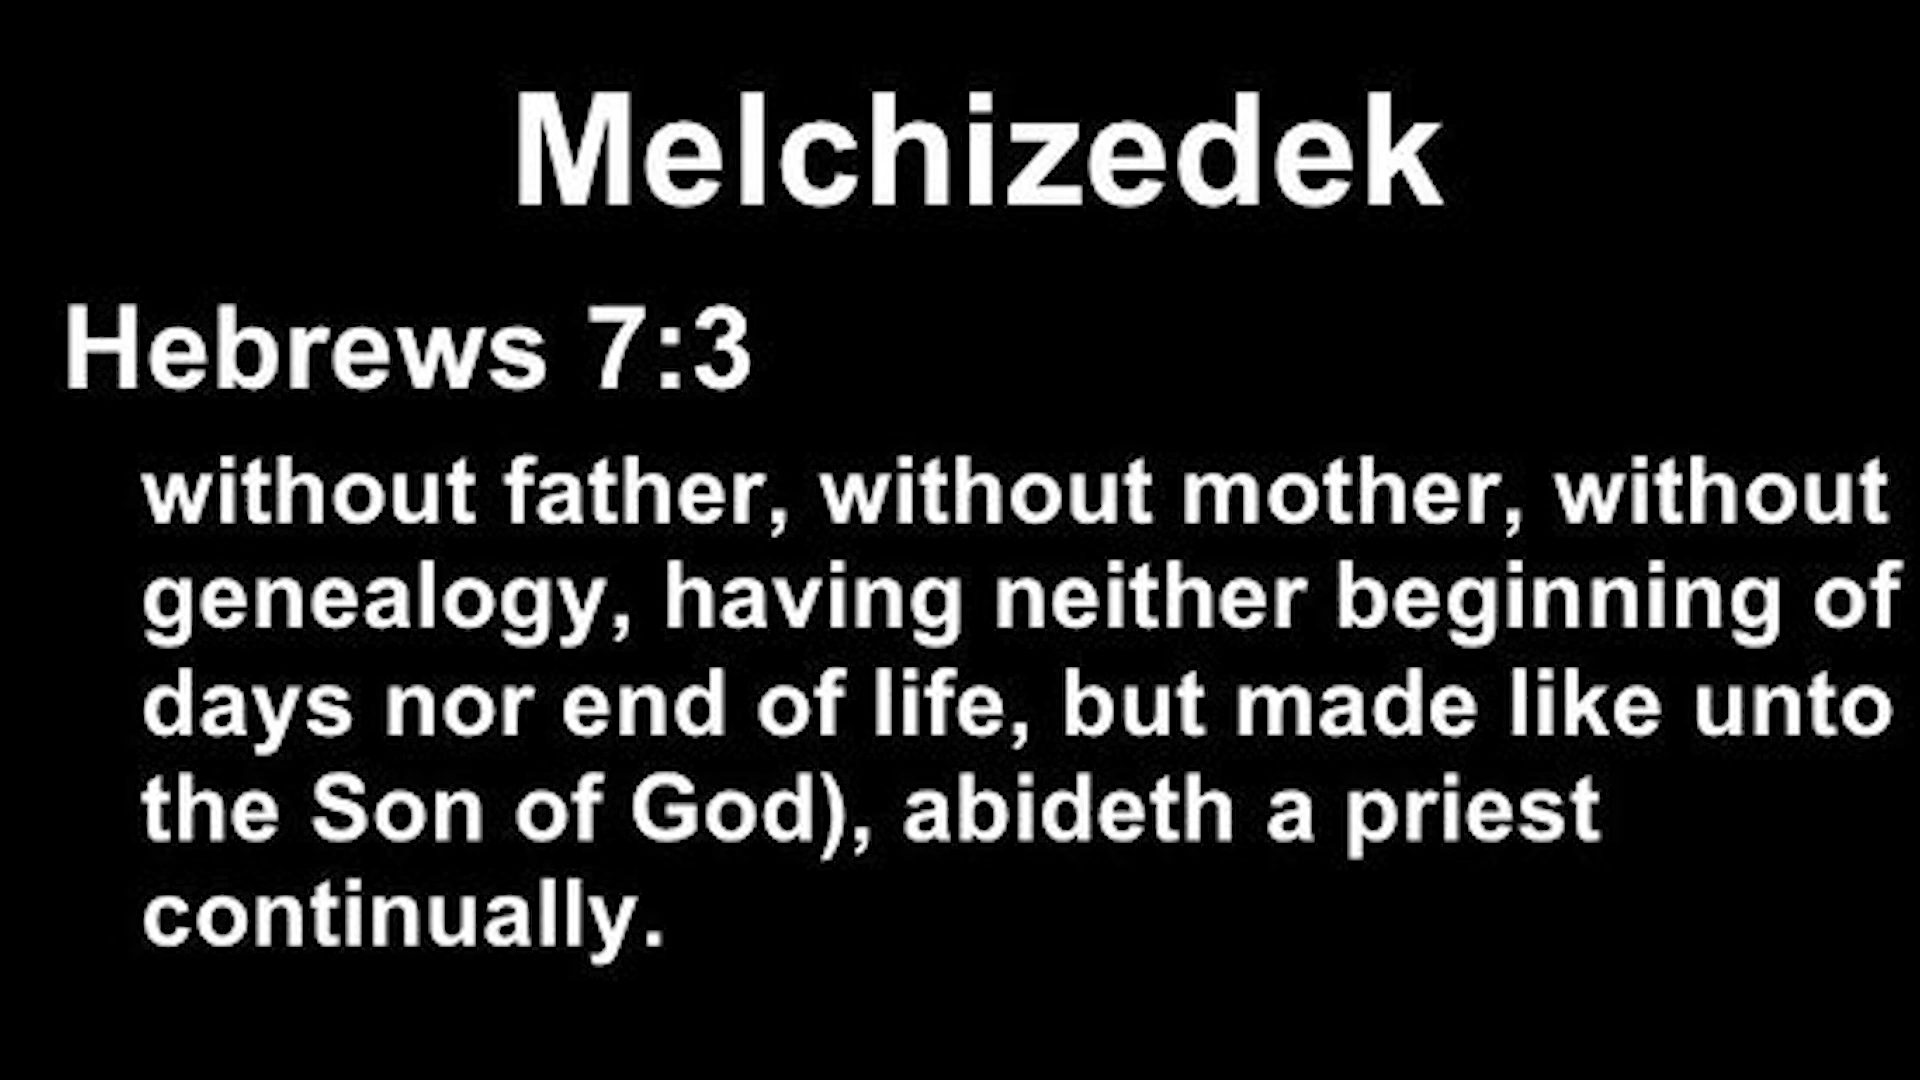 Melchizedek
Hebrews 7:3
without father, without mother, without
genealogy, having neither beginning of
days nor end of life, but made like unto
the Son of God), abideth a priest
continually.